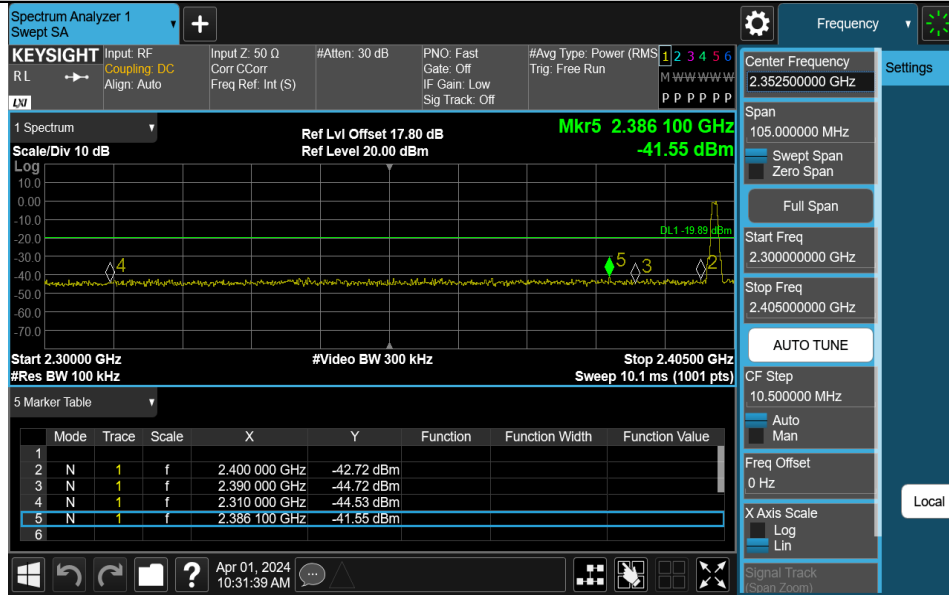 Spectrum Analyzer 1
Swept SA
+
Frequency
KEYSIGHT
RL
LXI
Input: RF
Coupling: DC
Align: Auto
Input Z: 50 Ω
Corr CCorr
Freq Ref: Int (S)
#Atten: 30 dB
PNO: Fast
Gate: Off
IF Gain: Low
Sig Track: Off
#Avg Type: Power (RMS
Trig: Free Run
1 2 3 4 5 6
M W W W W W
P P P P P P
1 Spectrum
Scale/Div 10 dB
Ref Lvl Offset 17.80 dB
Ref Level 20.00 dBm
Mkr5 2.386 100 GHz
-41.55 dBm
Log
10.0
0.00
-10.0
-20.0
-30.0
-40.0
-50.0
-60.0
-70.0
DL1 -19.89 dBm
4
5
3
2
Start 2.30000 GHz
#Video BW 300 kHz
Stop 2.40500 GHz
#Res BW 100 kHz
Sweep 10.1 ms (1001 pts)
5 Marker Table
Mode Trace Scale X Y Function Function Width Function Value
1
2 N 1 f 2.400 000 GHz -42.72 dBm
3 N 1 f 2.390 000 GHz -44.72 dBm
4 N 1 f 2.310 000 GHz -44.53 dBm
5 N 1 f 2.386 100 GHz -41.55 dBm
6
?
Apr 01, 2024
10:31:39 AM
Center Frequency
2.352500000 GHz
Settings
Span
105.000000 MHz
Swept Span
Zero Span
Full Span
Start Freq
2.300000000 GHz
Stop Freq
2.405000000 GHz
AUTO TUNE
CF Step
10.500000 MHz
Auto
Man
Freq Offset
0 Hz
Local
X Axis Scale
Log
Lin
Signal Track
(Span Zoom)